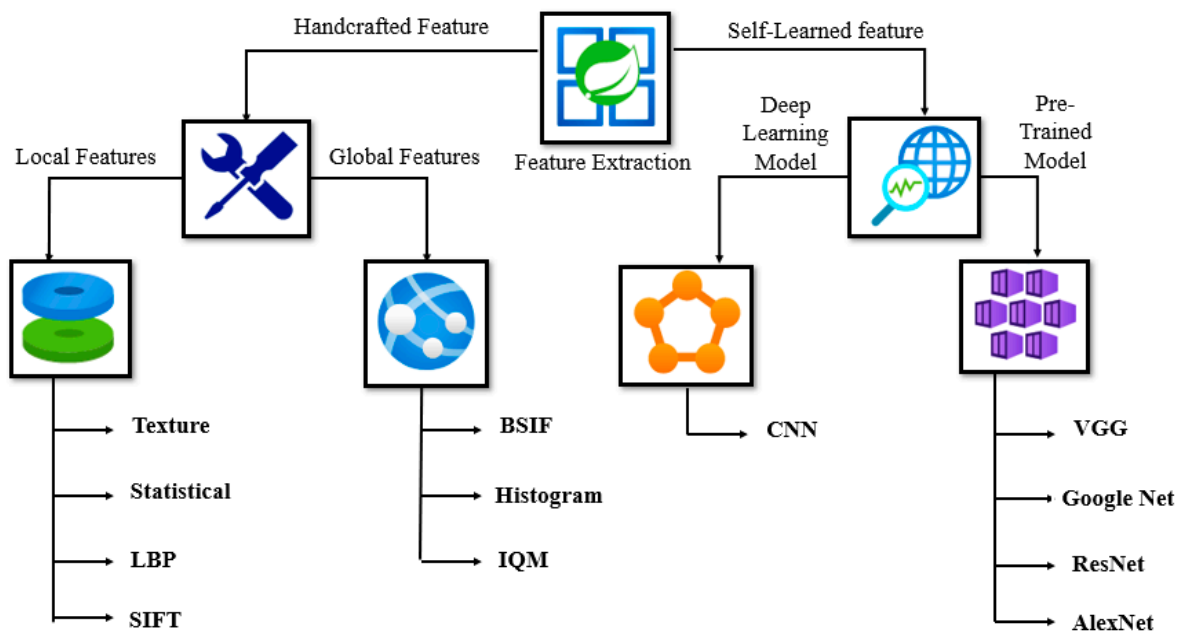 Handcrafted Feature
Self-Learned feature
Feature Extraction
Local Features
Global Features
Deep
Learning
Model
Pre-
Trained
Model
Texture
Statistical
LBP
SIFT
BSIF
Histogram
IQM
CNN
VGG
Google Net
ResNet
AlexNet